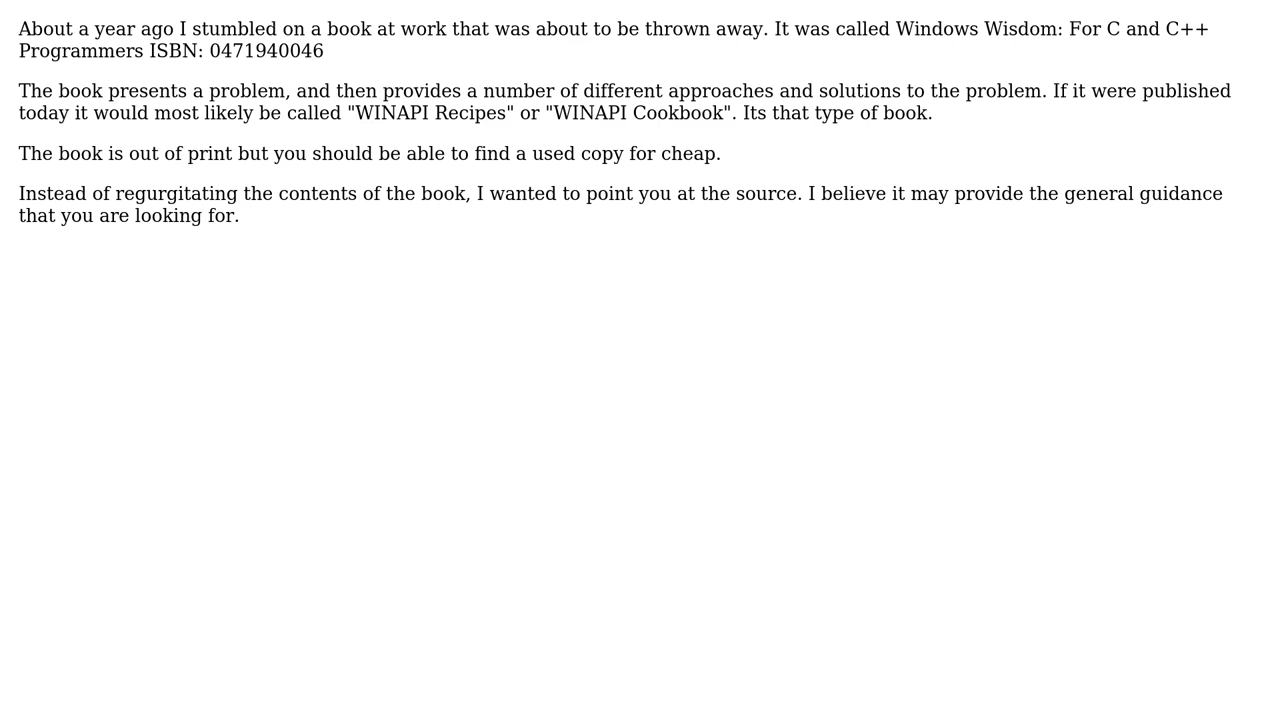 About a year ago I stumbled on a book at work that was about to be thrown away. It was called Windows Wisdom: For C and C++
Programmers ISBN: 0471940046
The book presents a problem, and then provides a number of different approaches and solutions to the problem. If it were published
today it would most likely be called "WINAPI Recipes" or "WINAPI Cookbook". Its that type of book.
The book is out of print but you should be able to find a used copy for cheap.
Instead of regurgitating the contents of the book, I wanted to point you at the source. I believe it may provide the general guidance
that you are looking for.